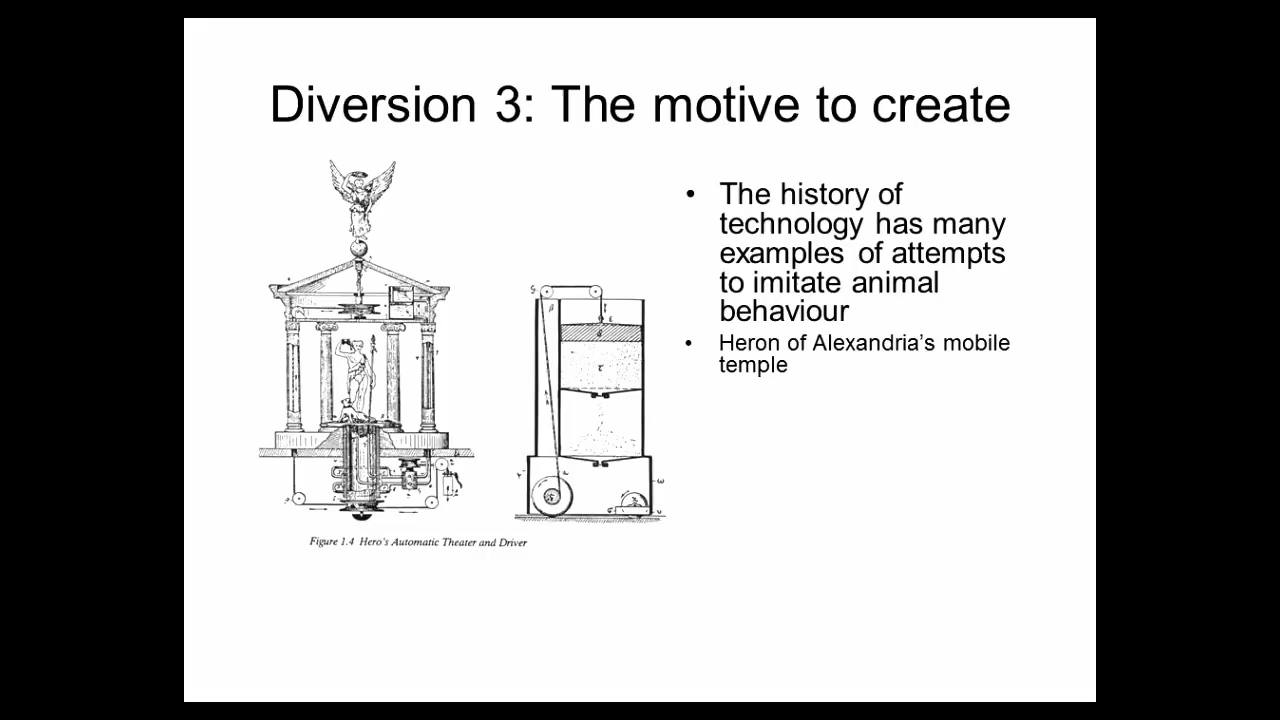 Diversion 3: The motive to create
• The history of
technology has many
examples of attempts
to imitate animal
behaviour
• Heron of Alexandria’s mobile
temple
Figure 1.4 Hero's Automatic Theater and Driver